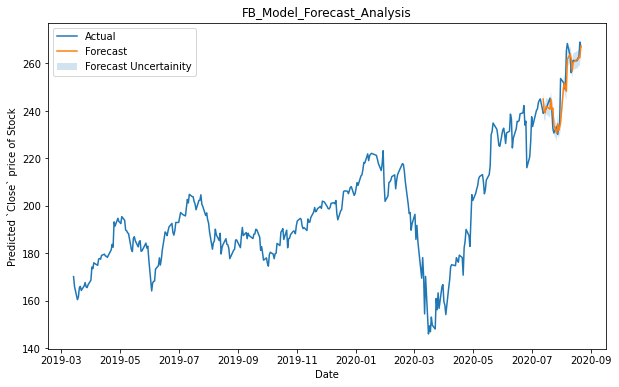 FB_Model_Forecast_Analysis
Actual
Forecast
Forecast Uncertainity
Predicted `Close` price of Stock
260
240
220
200
180
160
140
2019-03 2019-05 2019-07 2019-09 2019-11 2020-01 2020-03 2020-05 2020-07 2020-09
Date